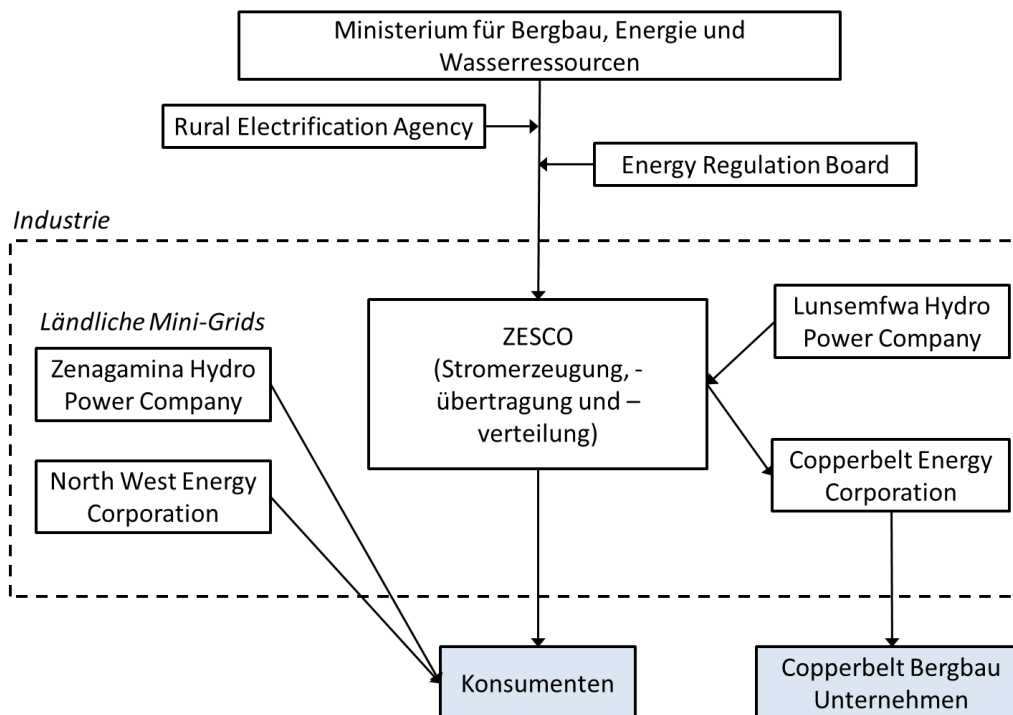 Ministerium für Bergbau, Energie und
Wasserressourcen
Rural Electrification Agency
Energy Regulation Board
Industrie
Ländliche Mini-Grids
Zenagamina Hydro
Power Company
North West Energy
Corporation
ZESCO
(Stromerzeugung, -
übertragung und –
verteilung)
Lunsemfwa Hydro
Power Company
Copperbelt Energy
Corporation
Konsumenten
Copperbelt Bergbau
Unternehmen